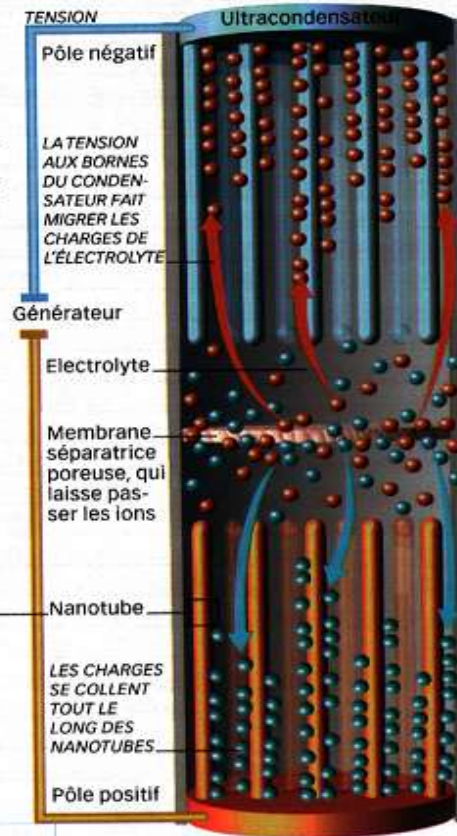 TENSION
Ultracondensateur
Pôle négatif
LA TENSION
AUX BORNES
DU CONDEN-
SATEUR FAIT
MIGRER LES
CHARGES DE
L'ÉLECTROLYTE
Générateur
Electrolyte
Membrane
séparatrice
poreuse, qui
laisse pas-
ser les ions
Nanotube
LES CHARGES
SE COLLENT
TOUT LE
LONG DES
NANOTUBES
Pôle positif